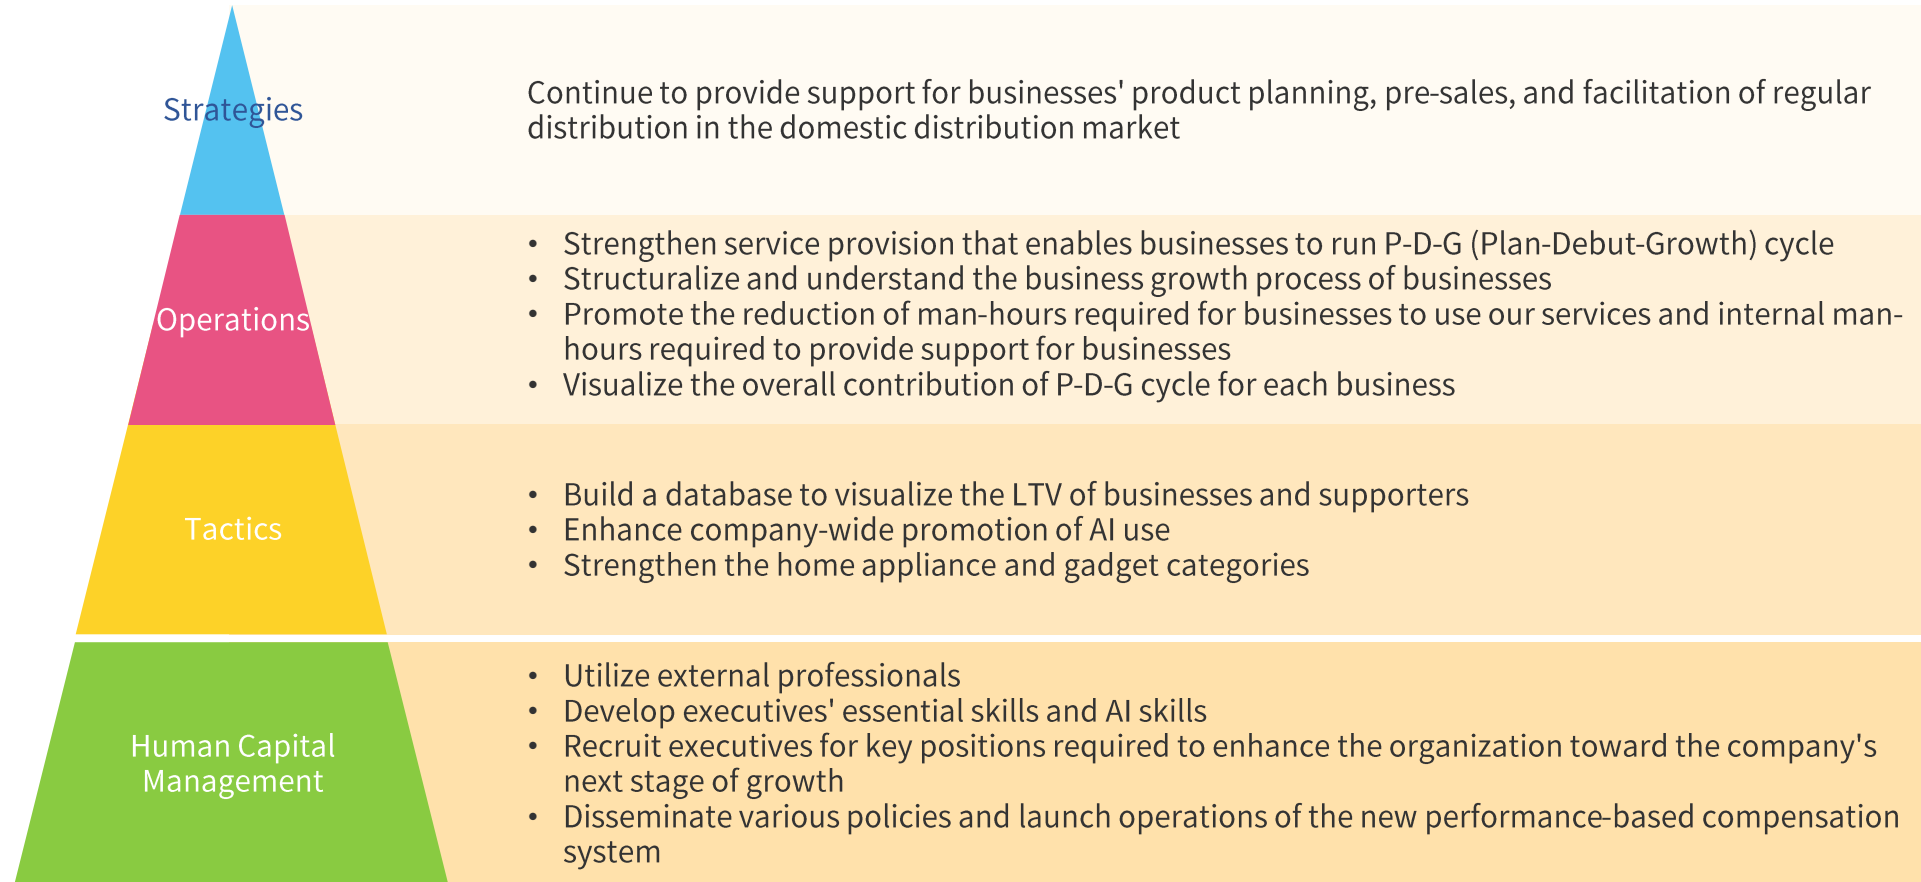 Strategies
Continue to provide support for businesses' product planning, pre-sales, and facilitation of regular
distribution in the domestic distribution market
Operations
• Strengthen service provision that enables businesses to run P-D-G (Plan-Debut-Growth) cycle
• Structuralize and understand the business growth process of businesses
• Promote the reduction of man-hours required for businesses to use our services and internal man-
hours required to provide support for businesses
• Visualize the overall contribution of P-D-G cycle for each business
Tactics
• Build a database to visualize the LTV of businesses and supporters
• Enhance company-wide promotion of AI use
• Strengthen the home appliance and gadget categories
Human Capital
Management
• Utilize external professionals
• Develop executives' essential skills and AI skills
• Recruit executives for key positions required to enhance the organization toward the company's
next stage of growth
• Disseminate various policies and launch operations of the new performance-based compensation
system